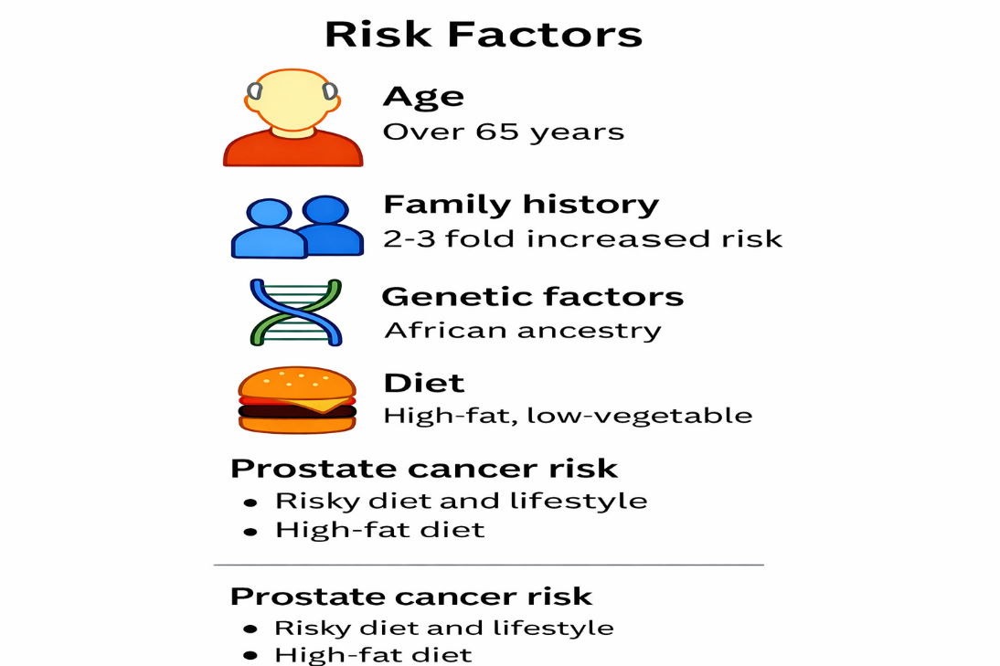 Risk Factors
Age
Over 65 years
Family history
2-3 fold increased risk
Genetic factors
African ancestry
Diet
High-fat, low-vegetable
Prostate cancer risk
• Risky diet and lifestyle
• High-fat diet
Prostate cancer risk
• Risky diet and lifestyle
• High-fat diet